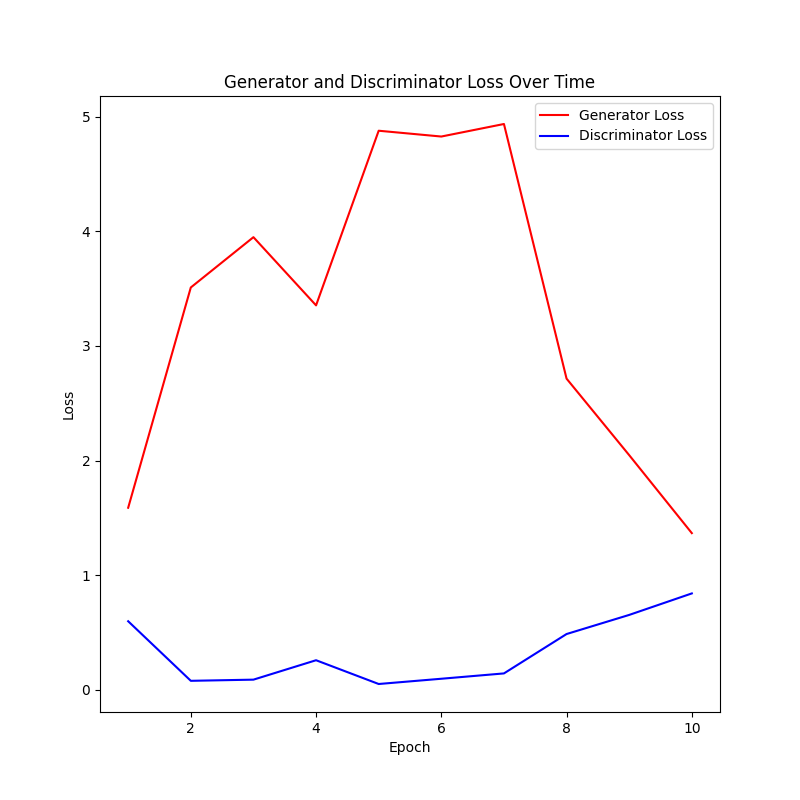 Generator and Discriminator Loss Over Time
Generator Loss
Discriminator Loss
5
4
3
2
1
0
Loss
2 4 6 8 10
Epoch